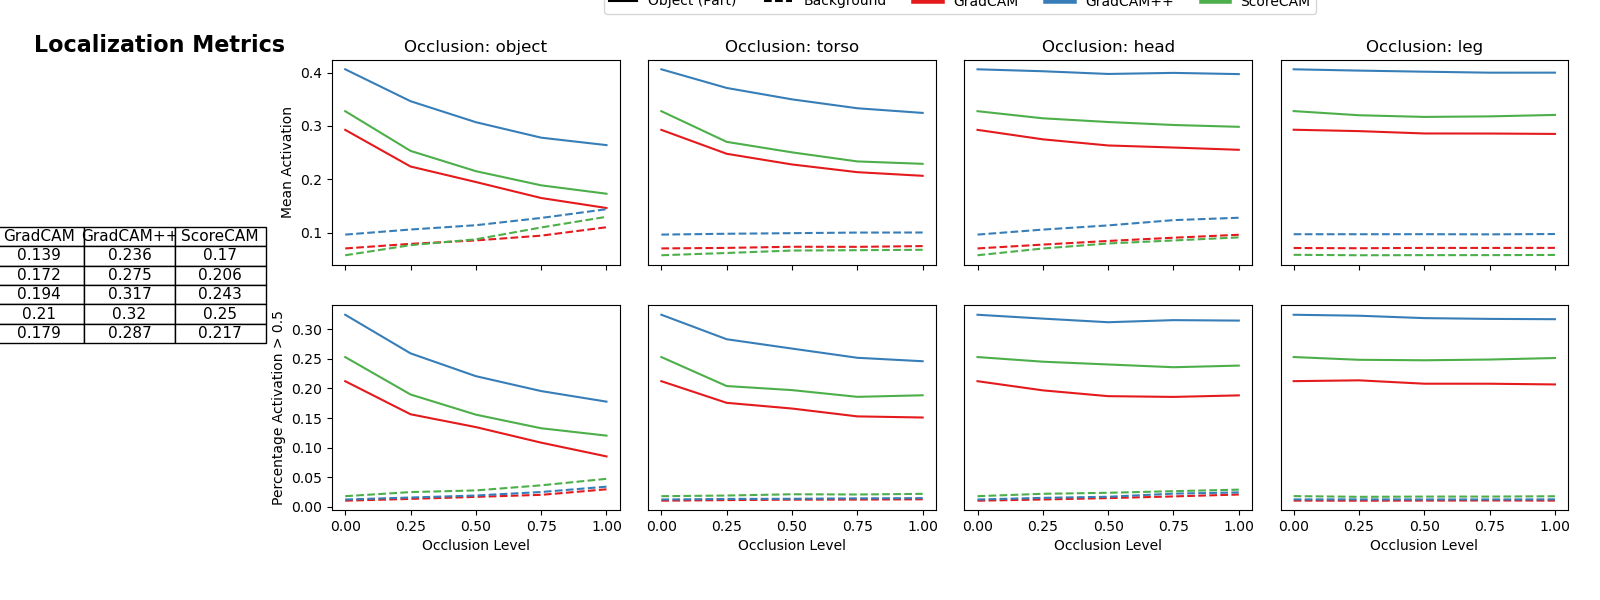 Object (Part) Background GradCAM GradCAM++ ScoreCAM
Localization Metrics
GradCAM GradCAM++ ScoreCAM
0.139 0.236 0.17
0.172 0.275 0.206
0.194 0.317 0.243
0.21 0.32 0.25
0.179 0.287 0.217
Occlusion: object
Occlusion: torso
Occlusion: head
Occlusion: leg
Mean Activation
0.4
0.3
0.2
0.1
Percentage Activation > 0.5
0.30
0.25
0.20
0.15
0.10
0.05
0.00
0.00 0.25 0.50 0.75 1.00
Occlusion Level
0.00 0.25 0.50 0.75 1.00
Occlusion Level
0.00 0.25 0.50 0.75 1.00
Occlusion Level
0.00 0.25 0.50 0.75 1.00
Occlusion Level